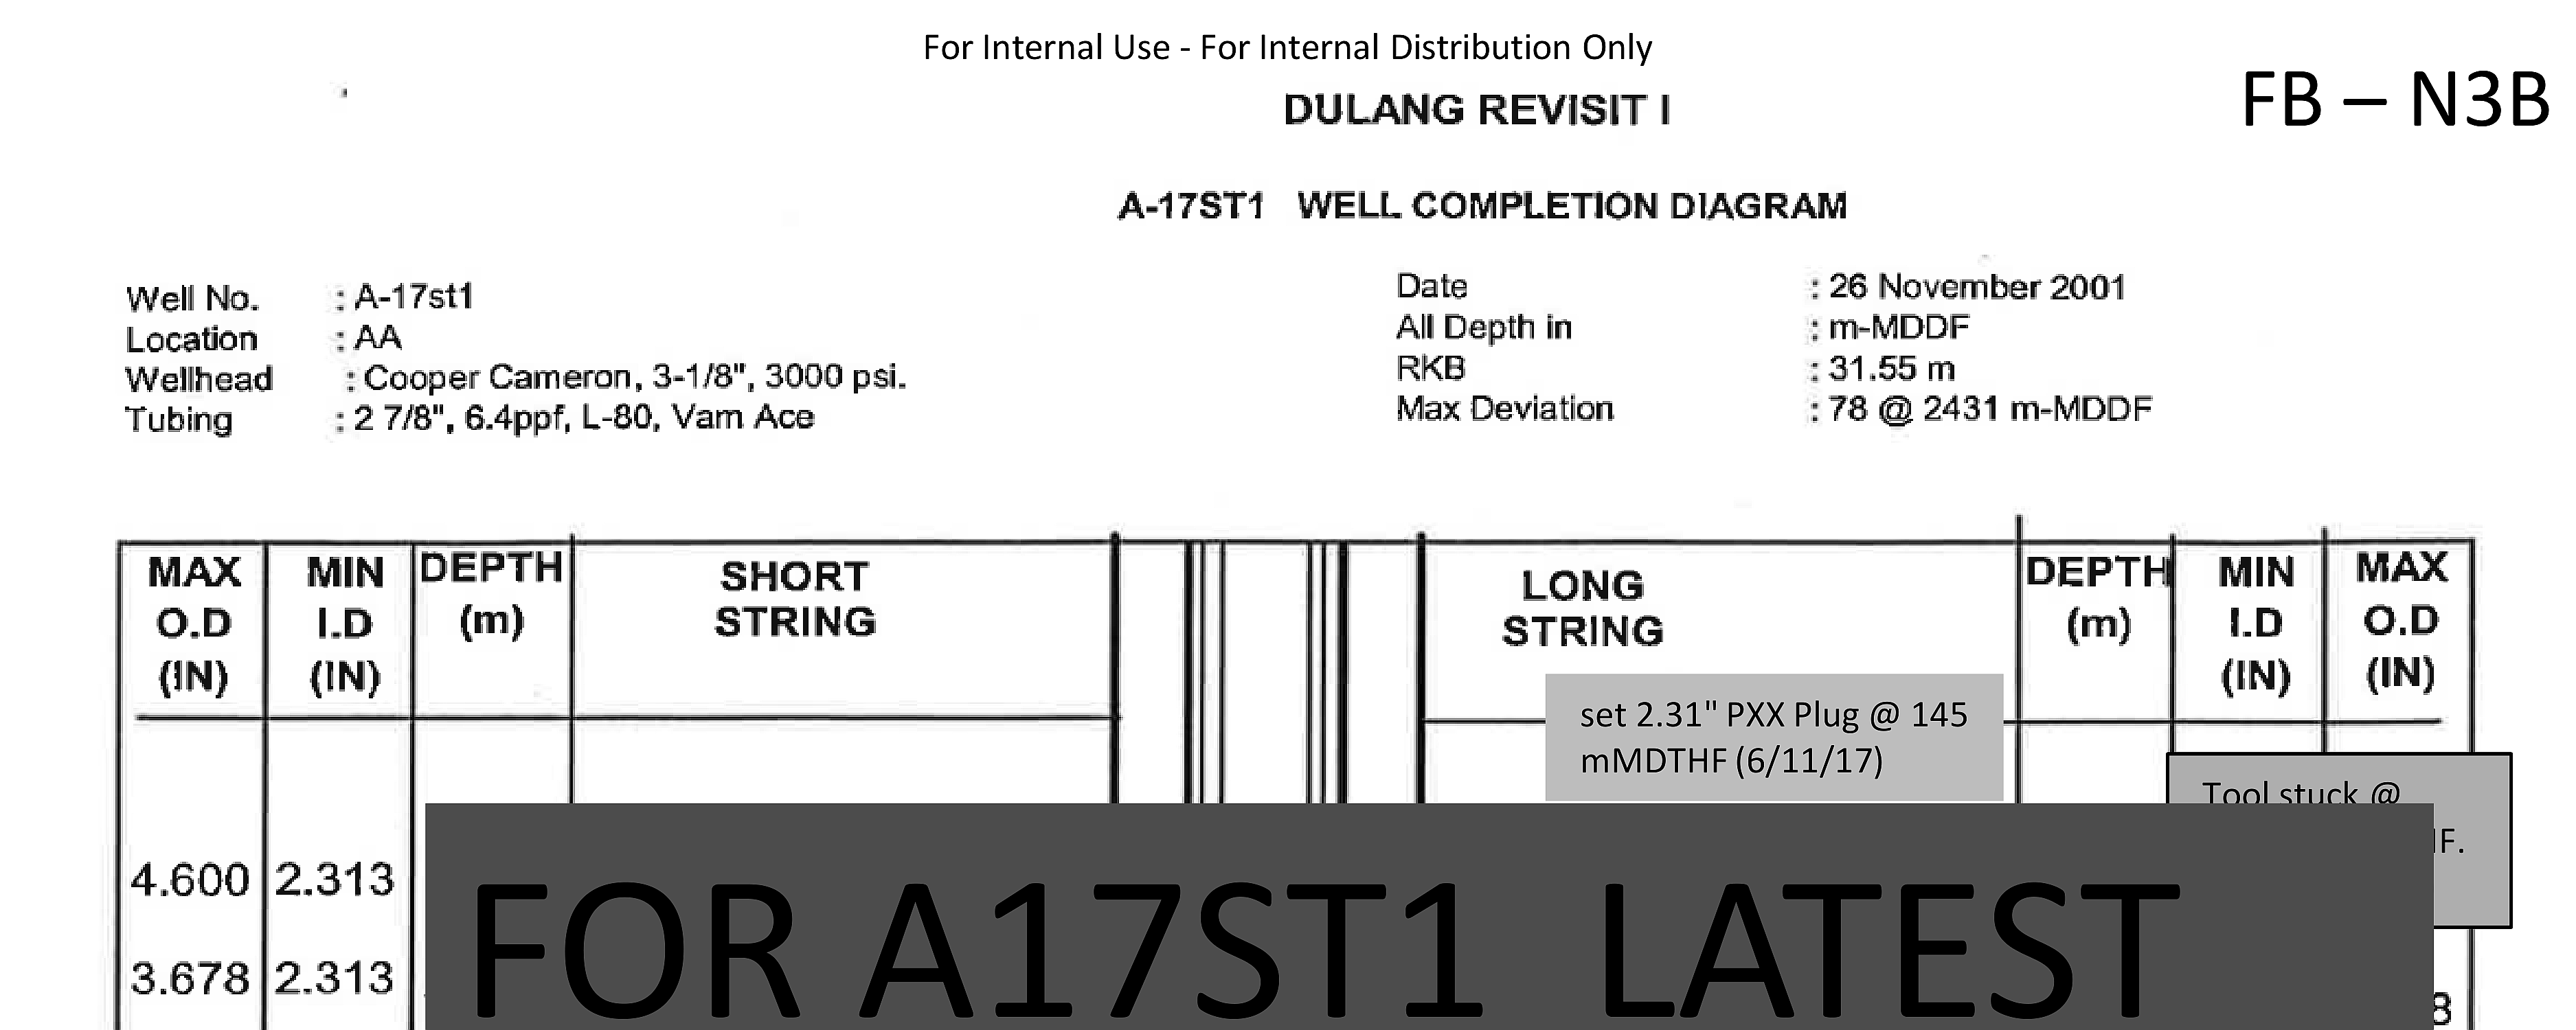 For Internal Use - For Internal Distribution Only
FB – N3B
DULANG REVISIT I
A-17ST1 WELL COMPLETION DIAGRAM
Well No. : A-17st1
Location : AA
Wellhead : Cooper Cameron, 3-1/8", 3000 psi.
Tubing : 2 7/8", 6.4ppf, L-80, Vam Ace
Date : 26 November 2001
All Depth in : m-MDDF
RKB : 31.55 m
Max Deviation : 78 @ 2431 m-MDDF
MAX O.D (IN)
MIN I.D (IN)
DEPTH (m)
SHORT STRING
LONG STRING
DEPTH (m)
MIN I.D (IN)
MAX O.D (IN)
set 2.31" PXX Plug @ 145
mMDTHF (6/11/17)
Tool stuck @
4.600 2.313
3.678 2.313
FOR A17ST1 LATEST